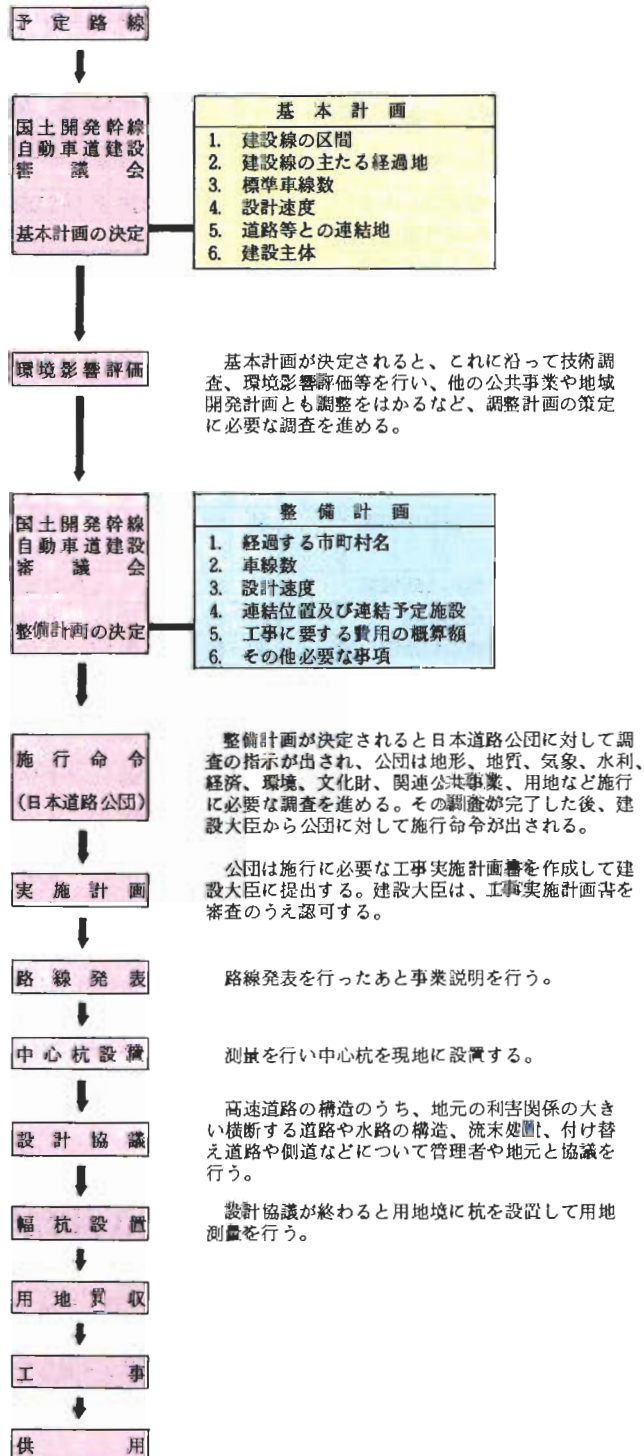 予定路線
国土開発幹線
自動車道建設
審議会
基本計画の決定
基本計画
1. 建設線の区間
2. 建設線の主たる経過地
3. 標準車線数
4. 設計速度
5. 道路等との連結地
6. 建設主体
環境影響評価
基本計画が決定されると、これに沿って技術調
査、環境影響評価等を行い、他の公共事業や地域
開発計画とも調整をはかるなど、調整計画の策定
に必要な調査を進める。
国土開発幹線
自動車道建設
審議会
整備計画の決定
整備計画
1. 経過する市町村名
2. 車線数
3. 設計速度
4. 連結位置及び連結予定施設
5. 工事に要する費用の概算額
6. その他必要な事項
施行命令
(日本道路公団)
整備計画が決定されると日本道路公団に対して調
査の指示が出され、公団は地形、地質、気象、水利、
経済、環境、文化財、関連公共事業、用地など施行
に必要な調査を進める。その調査が完了した後、建
設大臣から公団に対して施行命令が出される。
実施計画
公団は施行に必要な工事実施計画書を作成して建
設大臣に提出する。建設大臣は、工事実施計画書を
審査のうえ認可する。
路線発表
路線発表を行ったあと事業説明を行う。
中心杭設置
測量を行い中心杭を現地に設置する。
設計協議
高速道路の構造のうち、地元の利害関係の大き
い横断する道路や水路の構造、流末処置、付け替
え道路や側道などについて管理者や地元と協議を
行う。
幅杭設置
設計協議が終わると用地境に杭を設置して用地
測量を行う。
用地買収
工事
供用